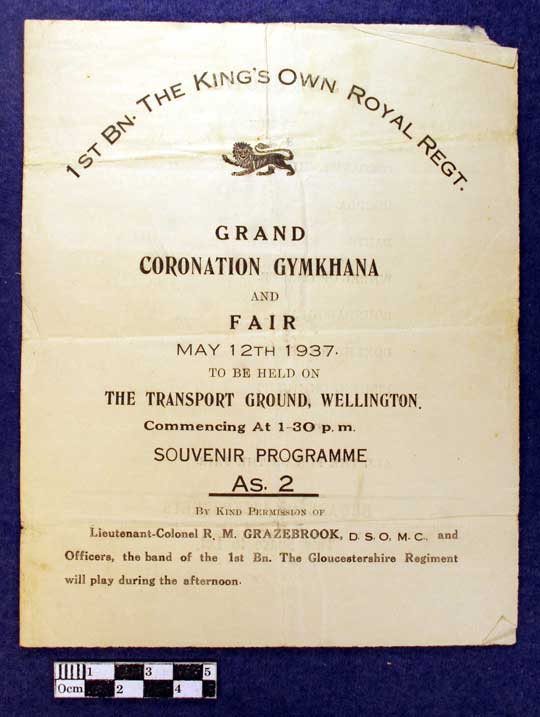 1ST BN. THE KING'S OWN ROYAL REGT.
GRAND
CORONATION GYMKHANA
AND
FAIR
MAY 12TH 1937.
TO BE HELD ON
THE TRANSPORT GROUND, WELLINGTON.
Commencing At 1-30 p. m.
SOUVENIR PROGRAMME
As. 2
BY KIND PERMISSION OF
Lieutenant-Colonel R. M. GRAZEBROOK, D. S. O. M. C., and
Officers, the band of the 1st Bn. The Gloucestershire Regiment
will play during the afternoon.
1 3 5
0cm 2 4